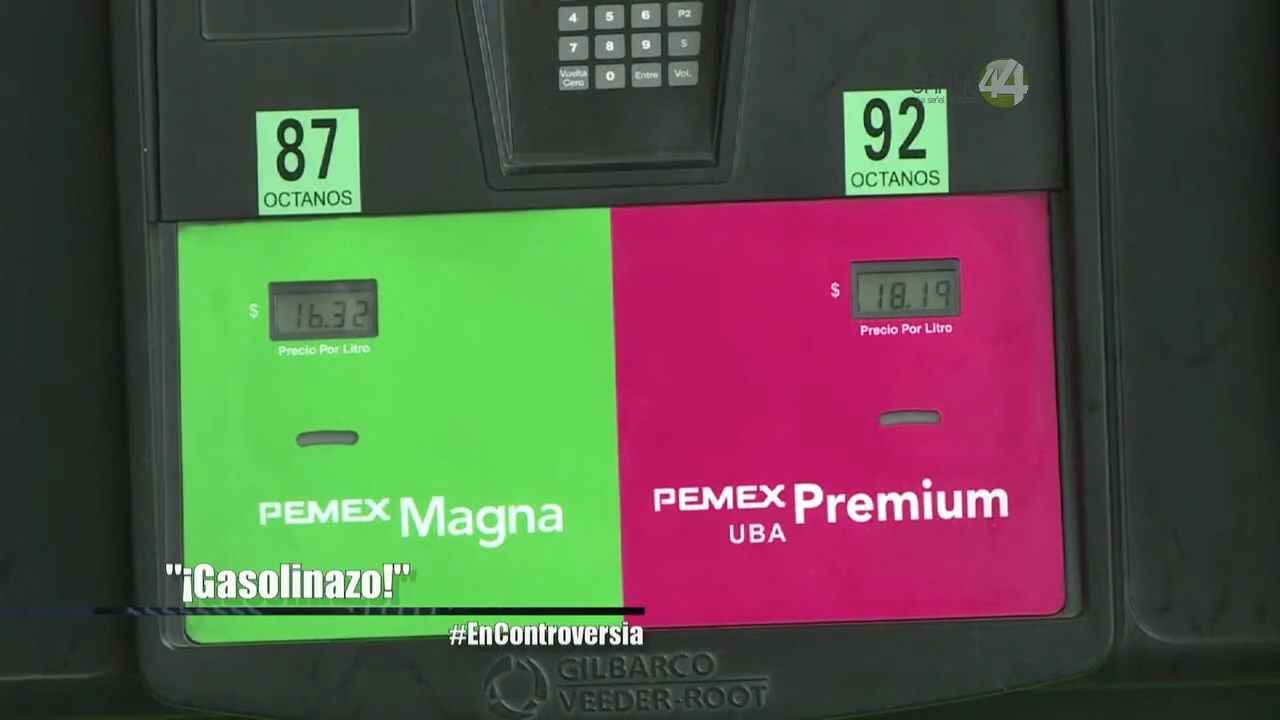 4 5 6 P2
7 8 9 $
Vuelta Cero 0 Entre Vol.
44
87
OCTANOS
92
OCTANOS
$ 16.32
Precio Por Litro
$ 18.19
Precio Por Litro
PEMEX Magna
PEMEX Premium
UBA
"¡Gasolinazo!"
#EnControversia
GILBARCO
VEEDER-ROOT